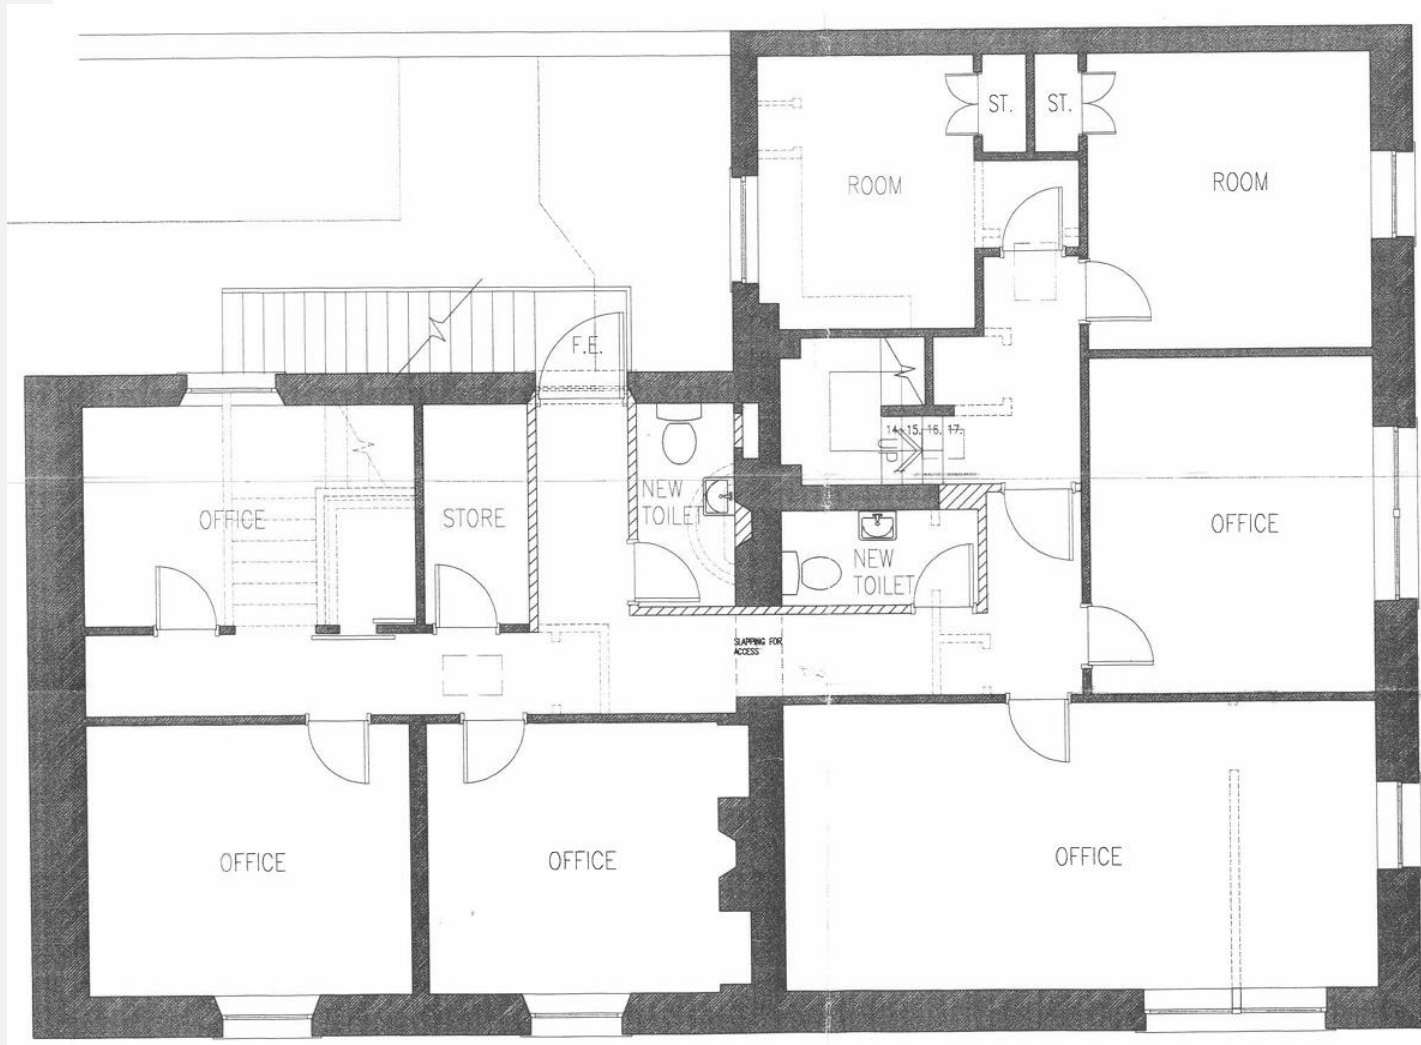 ST.
ST.
ROOM
ROOM
F.E.
14. 15. 16. 17.
UP
OFFICE
STORE
NEW
TOILET
OFFICE
NEW
TOILET
SLAPPING FOR
ACCESS
OFFICE
OFFICE
OFFICE